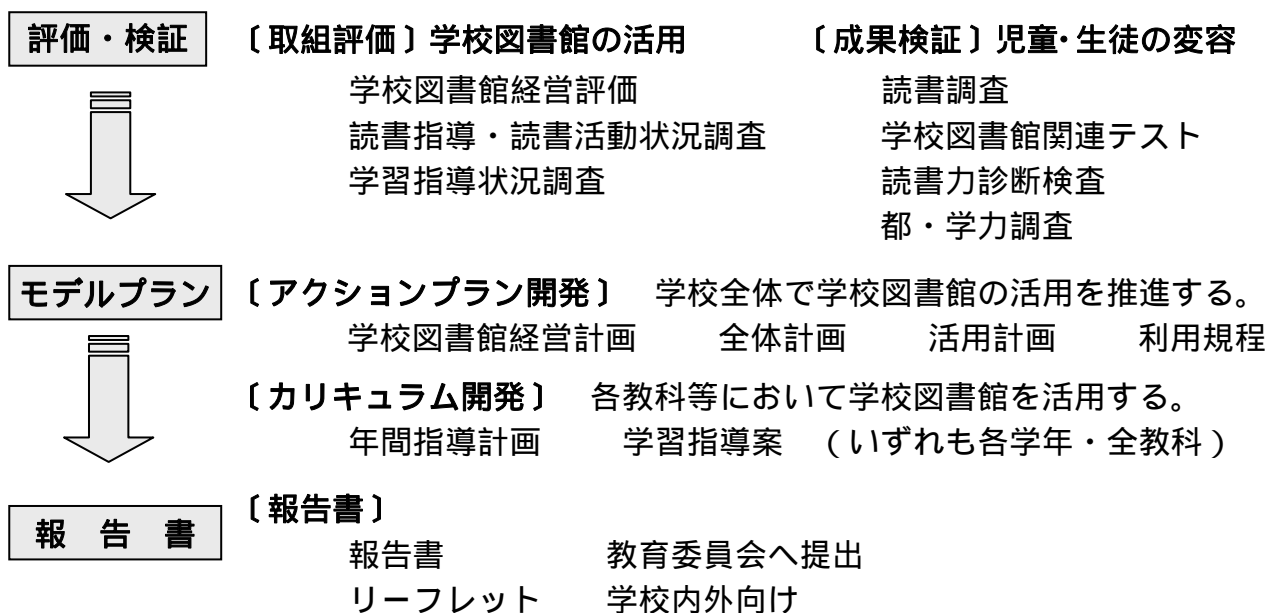 評価・検証 〔取組評価〕学校図書館の活用 〔成果検証〕児童・生徒の変容
学校図書館経営評価 読書調査
読書指導・読書活動状況調査 学校図書館関連テスト
学習指導状況調査 読書力診断検査
都・学力調査
モデルプラン 〔アクションプラン開発〕 学校全体で学校図書館の活用を推進する。
学校図書館経営計画 全体計画 活用計画 利用規程
〔カリキュラム開発〕 各教科等において学校図書館を活用する。
年間指導計画 学習指導案 (いずれも各学年・全教科)
報 告 書 〔報告書〕
報告書 教育委員会へ提出
リーフレット 学校内外向け